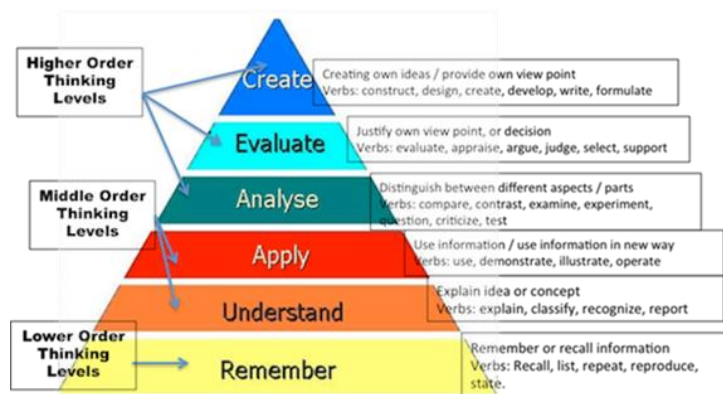 Higher Order
Thinking
Levels
Create
Creating own ideas / provide own view point
Verbs: construct, design, create, develop, write, formulate
Evaluate
Justify own view point, or decision
Verbs: evaluate, appraise, argue, judge, select, support
Middle Order
Thinking
Levels
Analyse
Distinguish between different aspects / parts
Verbs: compare, contrast, examine, experiment,
question, criticize, test
Apply
Use information / use information in new way
Verbs: use, demonstrate, illustrate, operate
Understand
Explain idea or concept
Verbs: explain, classify, recognize, report
Lower Order
Thinking
Levels
Remember
Remember or recall information
Verbs: Recall, list, repeat, reproduce,
state.